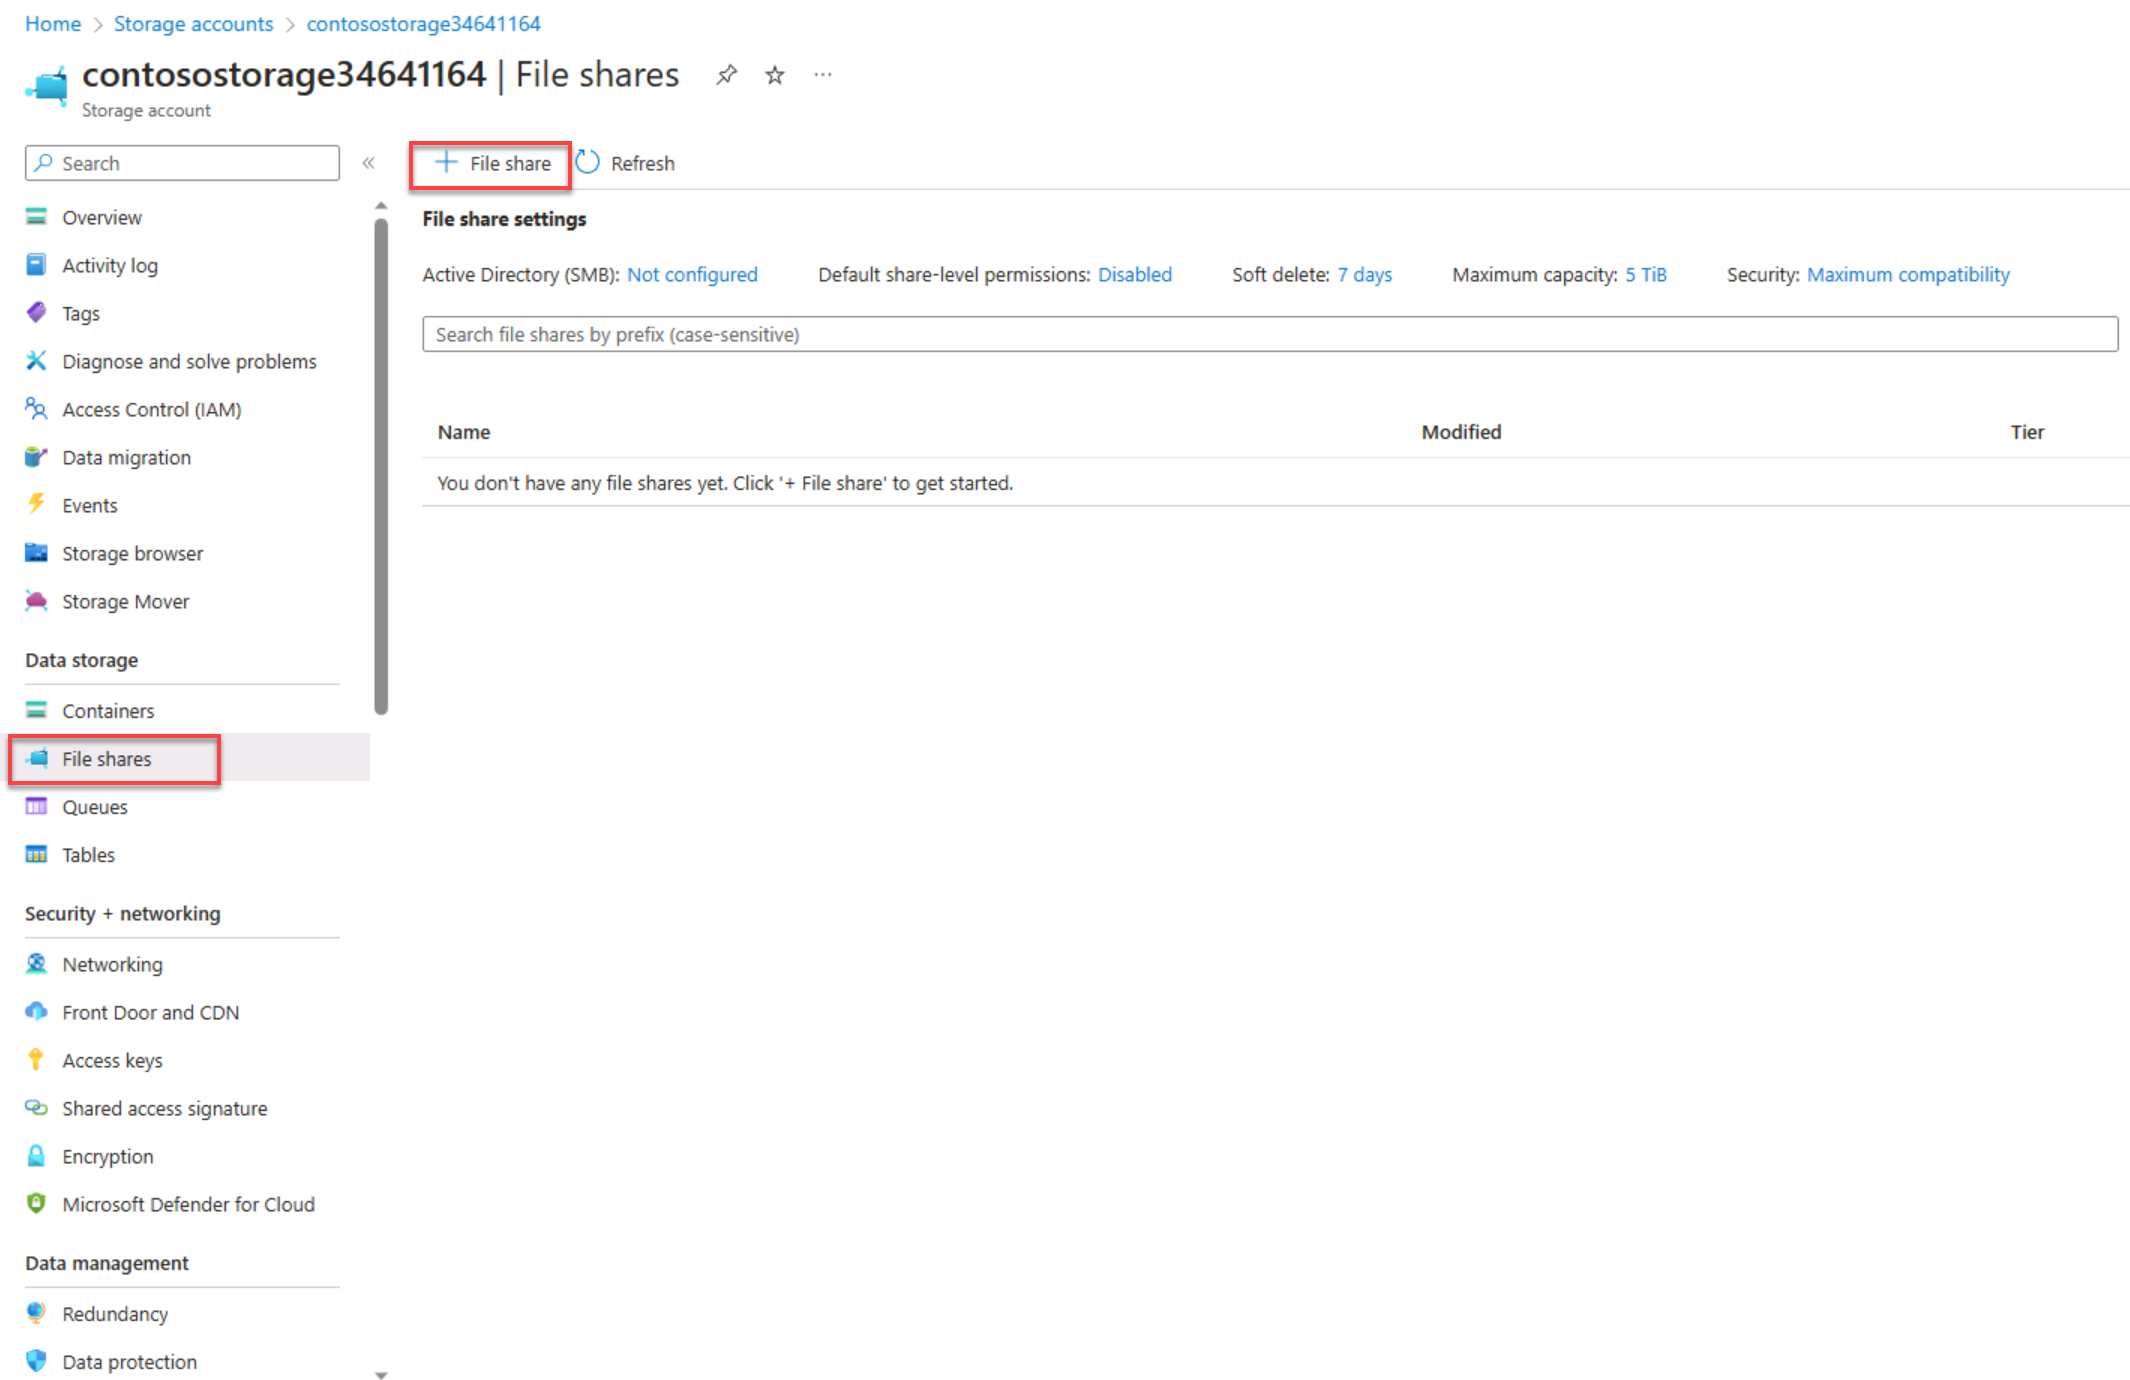 Home > Storage accounts > contosostorage34641164
contosostorage34641164 | File shares ...
Storage account
Search «
+ File share Refresh
Overview
Activity log
Tags
Diagnose and solve problems
Access Control (IAM)
Data migration
Events
Storage browser
Storage Mover
Data storage
Containers
File shares
Queues
Tables
Security + networking
Networking
Front Door and CDN
Access keys
Shared access signature
Encryption
Microsoft Defender for Cloud
Data management
Redundancy
Data protection
File share settings
Active Directory (SMB): Not configured Default share-level permissions: Disabled Soft delete: 7 days Maximum capacity: 5 TiB Security: Maximum compatibility
Search file shares by prefix (case-sensitive)
Name Modified Tier
You don't have any file shares yet. Click '+ File share' to get started.